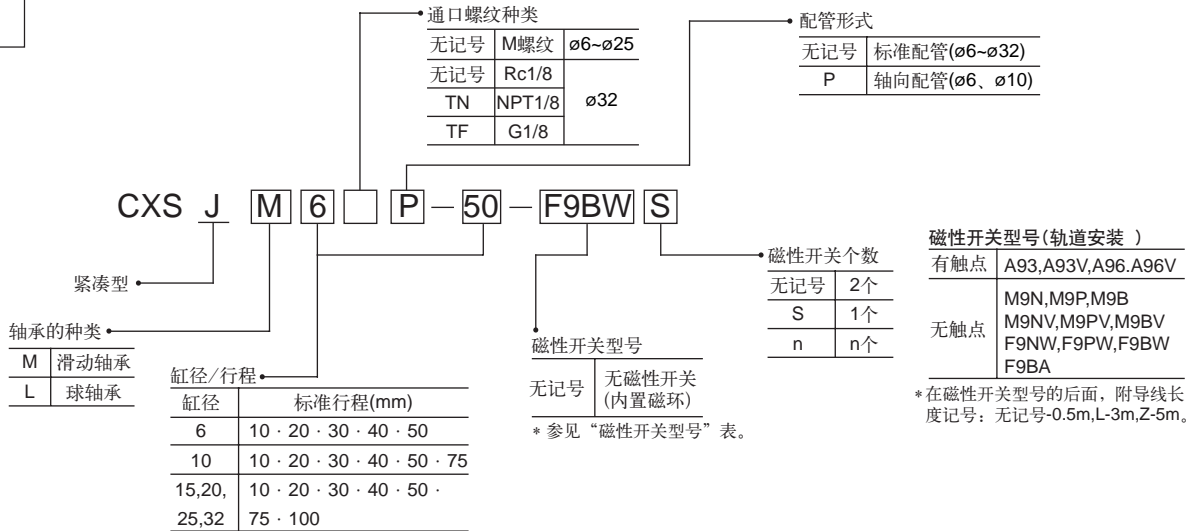 通口螺纹种类
无记号 M螺纹 ø6~ø25
无记号 Rc1/8
TN NPT1/8 ø32
TF G1/8
配管形式
无记号 标准配管(ø6~ø32)
P 轴向配管(ø6、ø10)
CXS J M 6 P － 50 － F9BW S
紧凑型
轴承的种类
M 滑动轴承
L 球轴承
缸径/行程
缸径 标准行程(mm)
6 10 · 20 · 30 · 40 · 50
10 10 · 20 · 30 · 40 · 50 · 75
15,20, 10 · 20 · 30 · 40 · 50 ·
25,32 75 · 100
磁性开关型号
无记号 无磁性开关
(内置磁环)
* 参见“磁性开关型号”表。
磁性开关个数
无记号 2个
S 1个
n n个
磁性开关型号(轨道安装 )
有触点 A93,A93V,A96.A96V
无触点 M9N,M9P,M9B
M9NV,M9PV,M9BV
F9NW,F9PW,F9BW
F9BA
*在磁性开关型号的后面，附导线长
度记号；无记号-0.5m,L-3m,Z-5m。